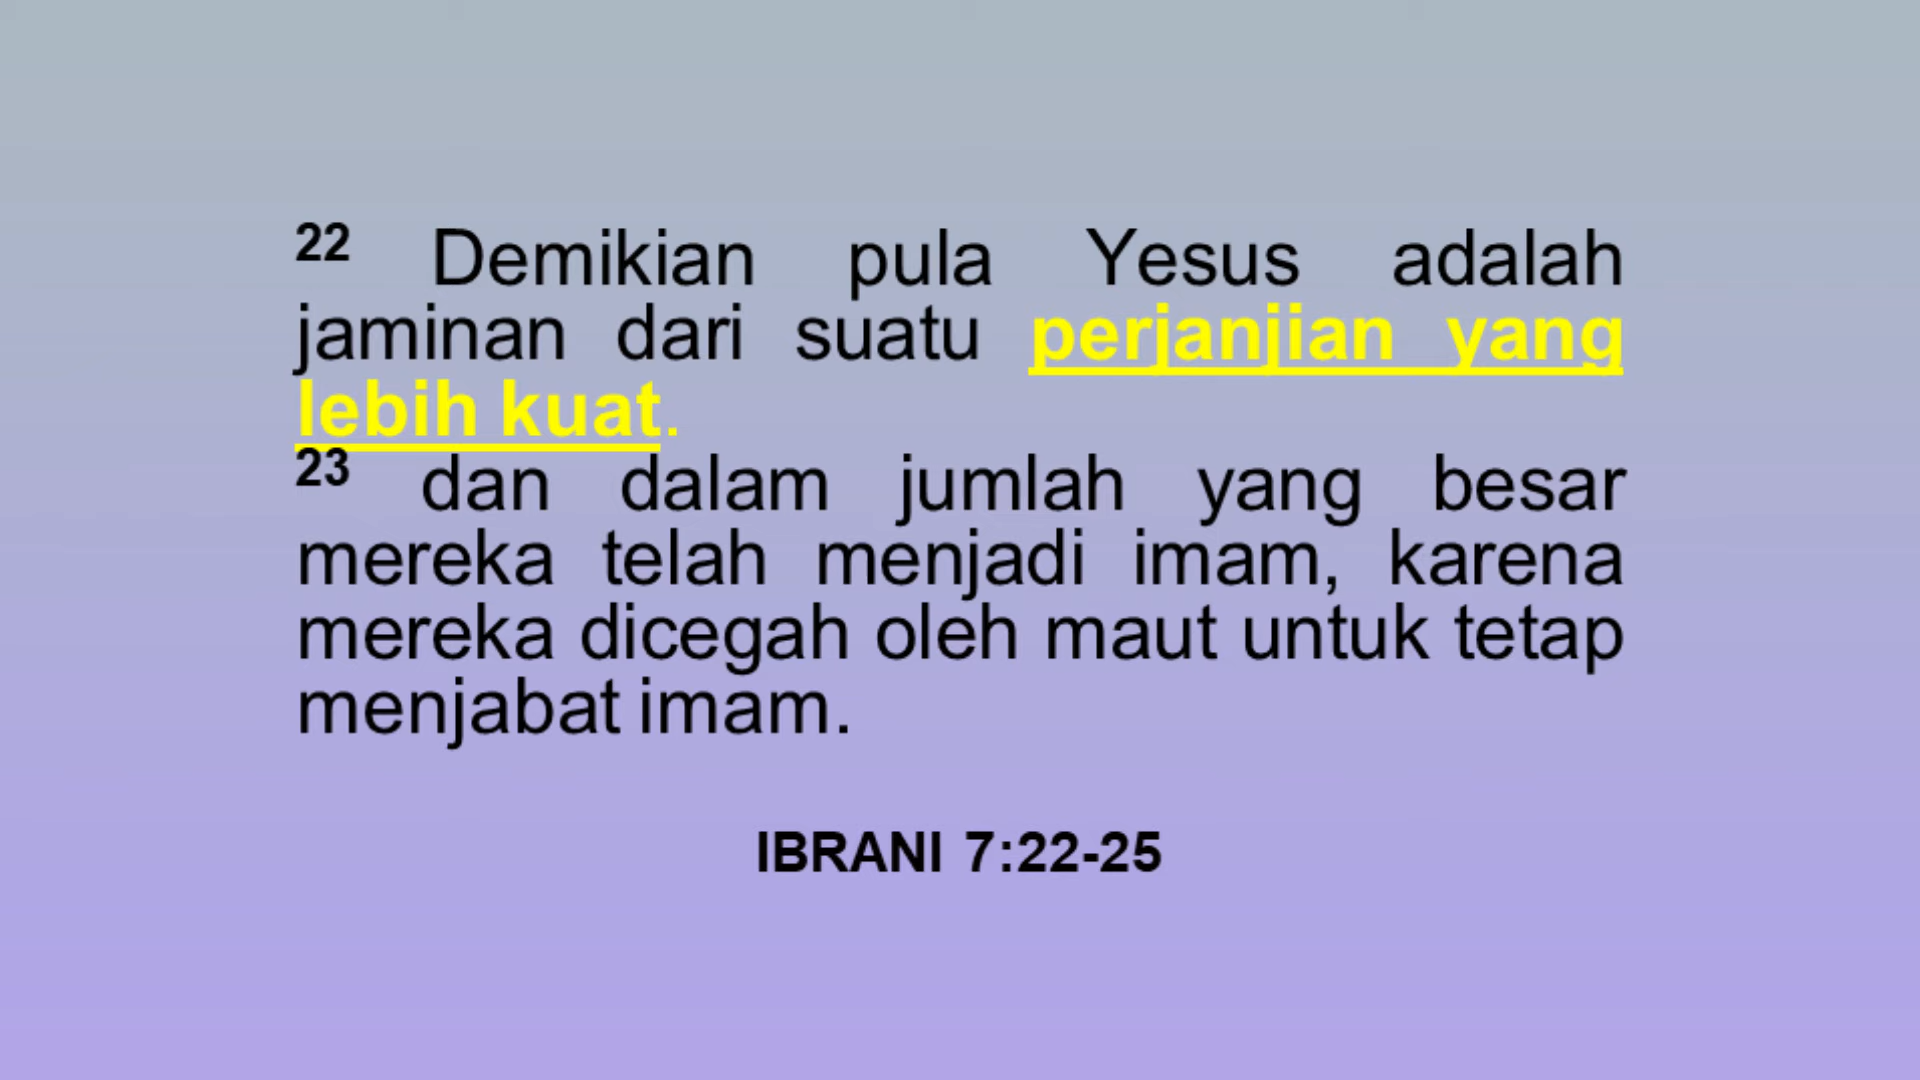 22 Demikian pula Yesus adalah
jaminan dari suatu perjanjian yang
lebih kuat.
23 dan dalam jumlah yang besar
mereka telah menjadi imam, karena
mereka dicegah oleh maut untuk tetap
menjabat imam.
IBRANI 7:22-25